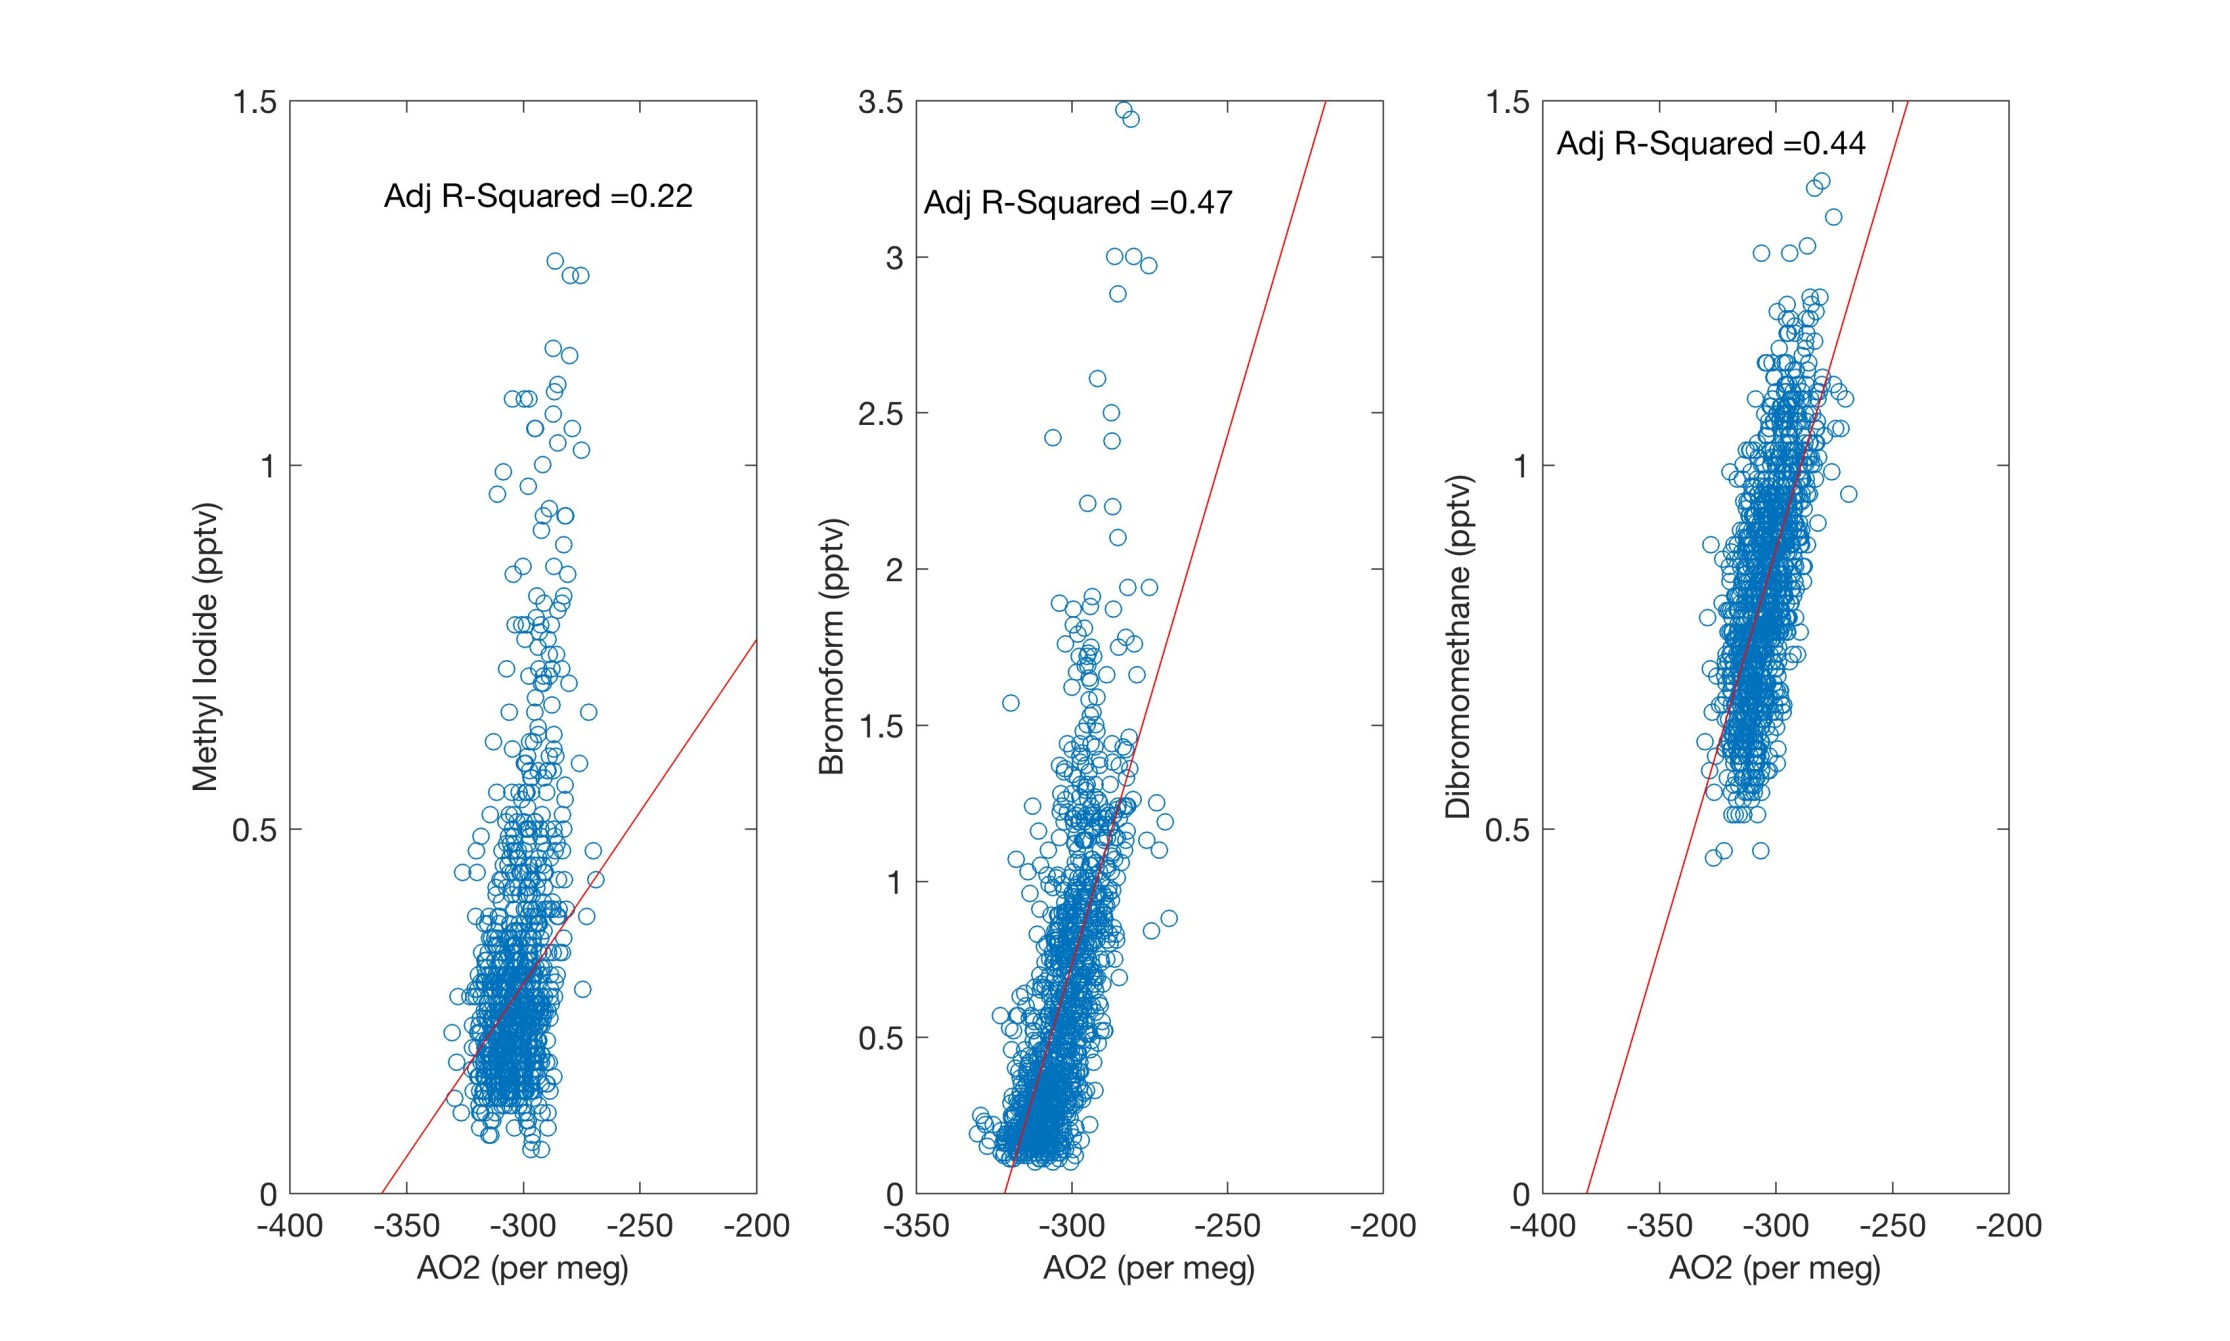 Adj R-Squared =0.22
1.5
1
0.5
0
Methyl Iodide (pptv)
-400 -350 -300 -250 -200
AO2 (per meg)
Adj R-Squared =0.47
3.5
3
2.5
2
1.5
1
0.5
0
Bromoform (pptv)
-350 -300 -250 -200
AO2 (per meg)
Adj R-Squared =0.44
1.5
1
0.5
0
Dibromomethane (pptv)
-400 -350 -300 -250 -200
AO2 (per meg)